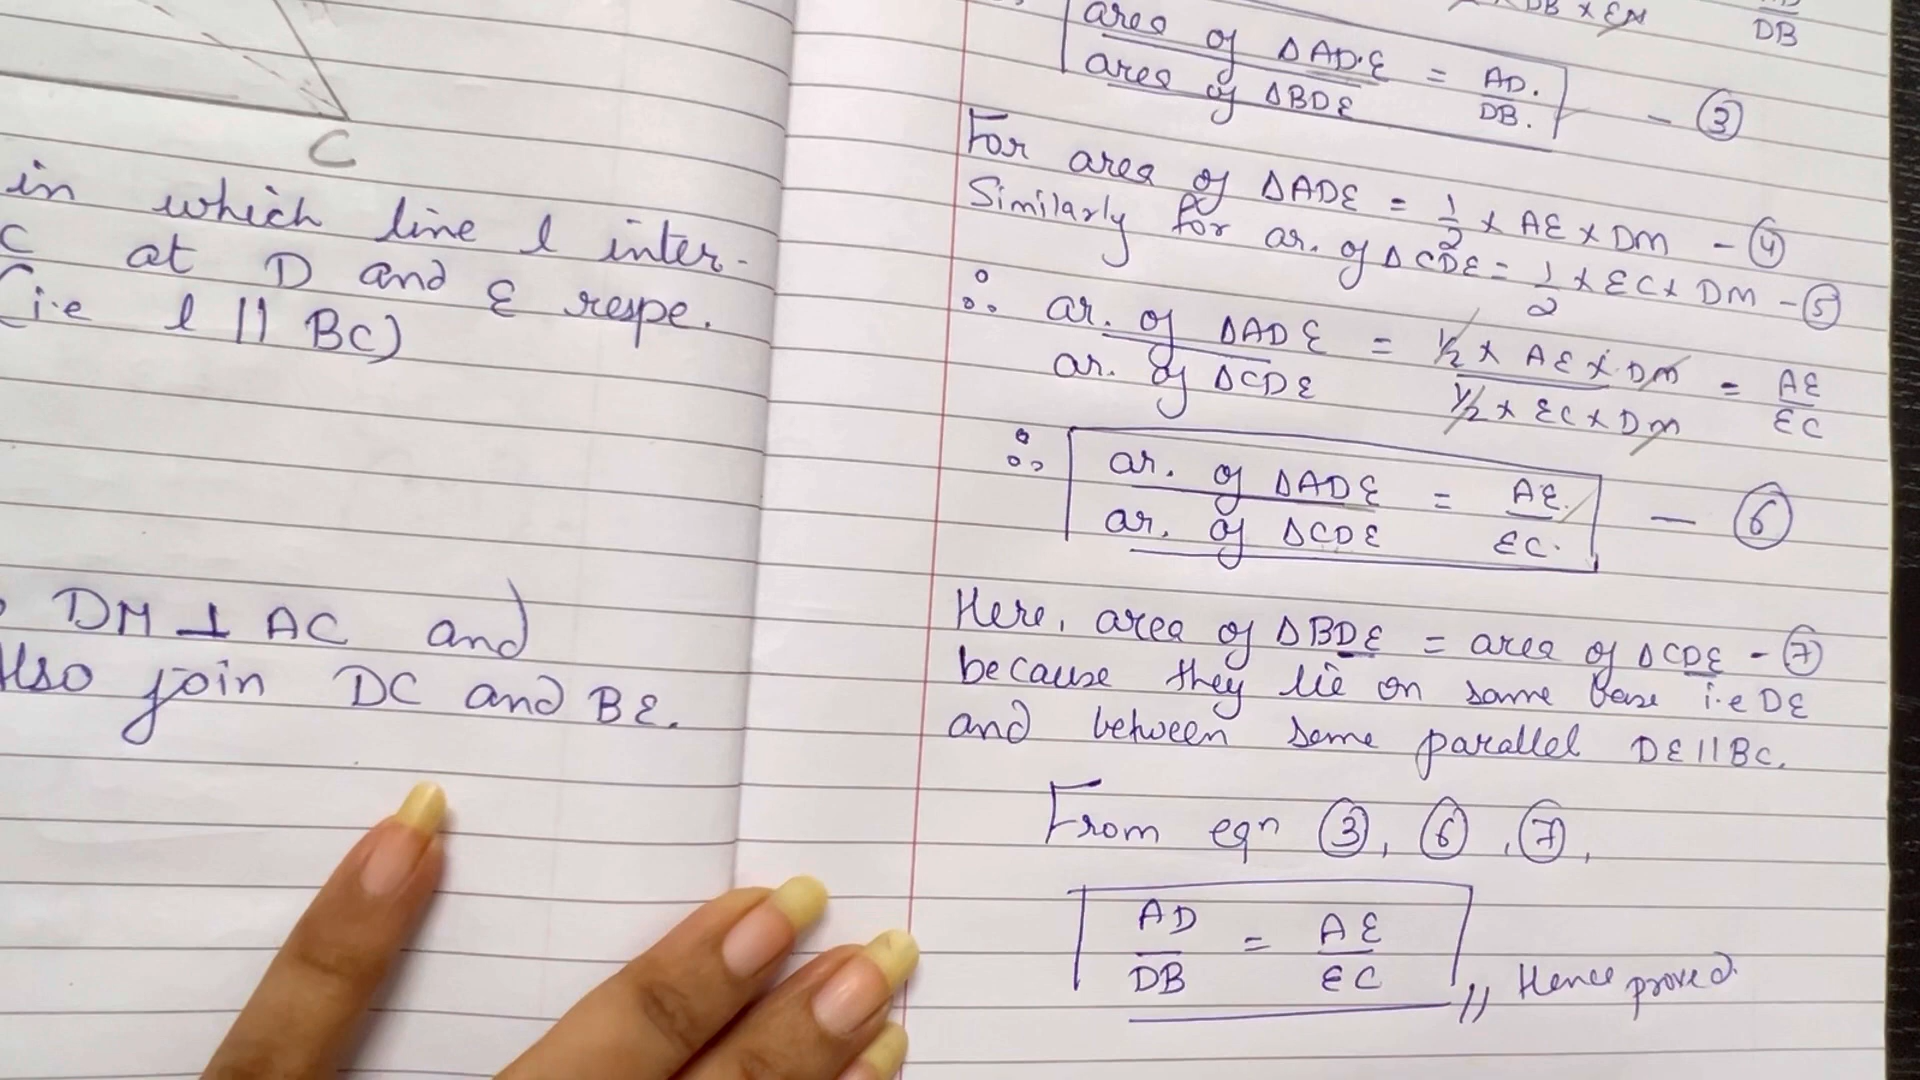 C
in which line l inter-
C at D and E respe.
(i.e l || BC)
DM ⊥ AC and
Also join DC and BE.
DB × EN
DB
area of ΔADE = AD.
area of ΔBDE DB. - ③
For area of ΔADE = 1/2 × AE × DM - ④
Similarly for ar. of ΔCDE = 1/2 × EC × DM - ⑤
∴ ar. of ΔADE = 1/2 × AE × DM = AE
ar. of ΔCDE 1/2 × EC × DM EC
∴ ar. of ΔADE = AE.
ar. of ΔCDE EC. - ⑥
Here, area of ΔBDE = area of ΔCDE - ⑦
because they lie on same base i.e DE
and between same parallel DE || BC.
From eqn ③, ⑥, ⑦,
AD = AE
DB EC // Hence proved.